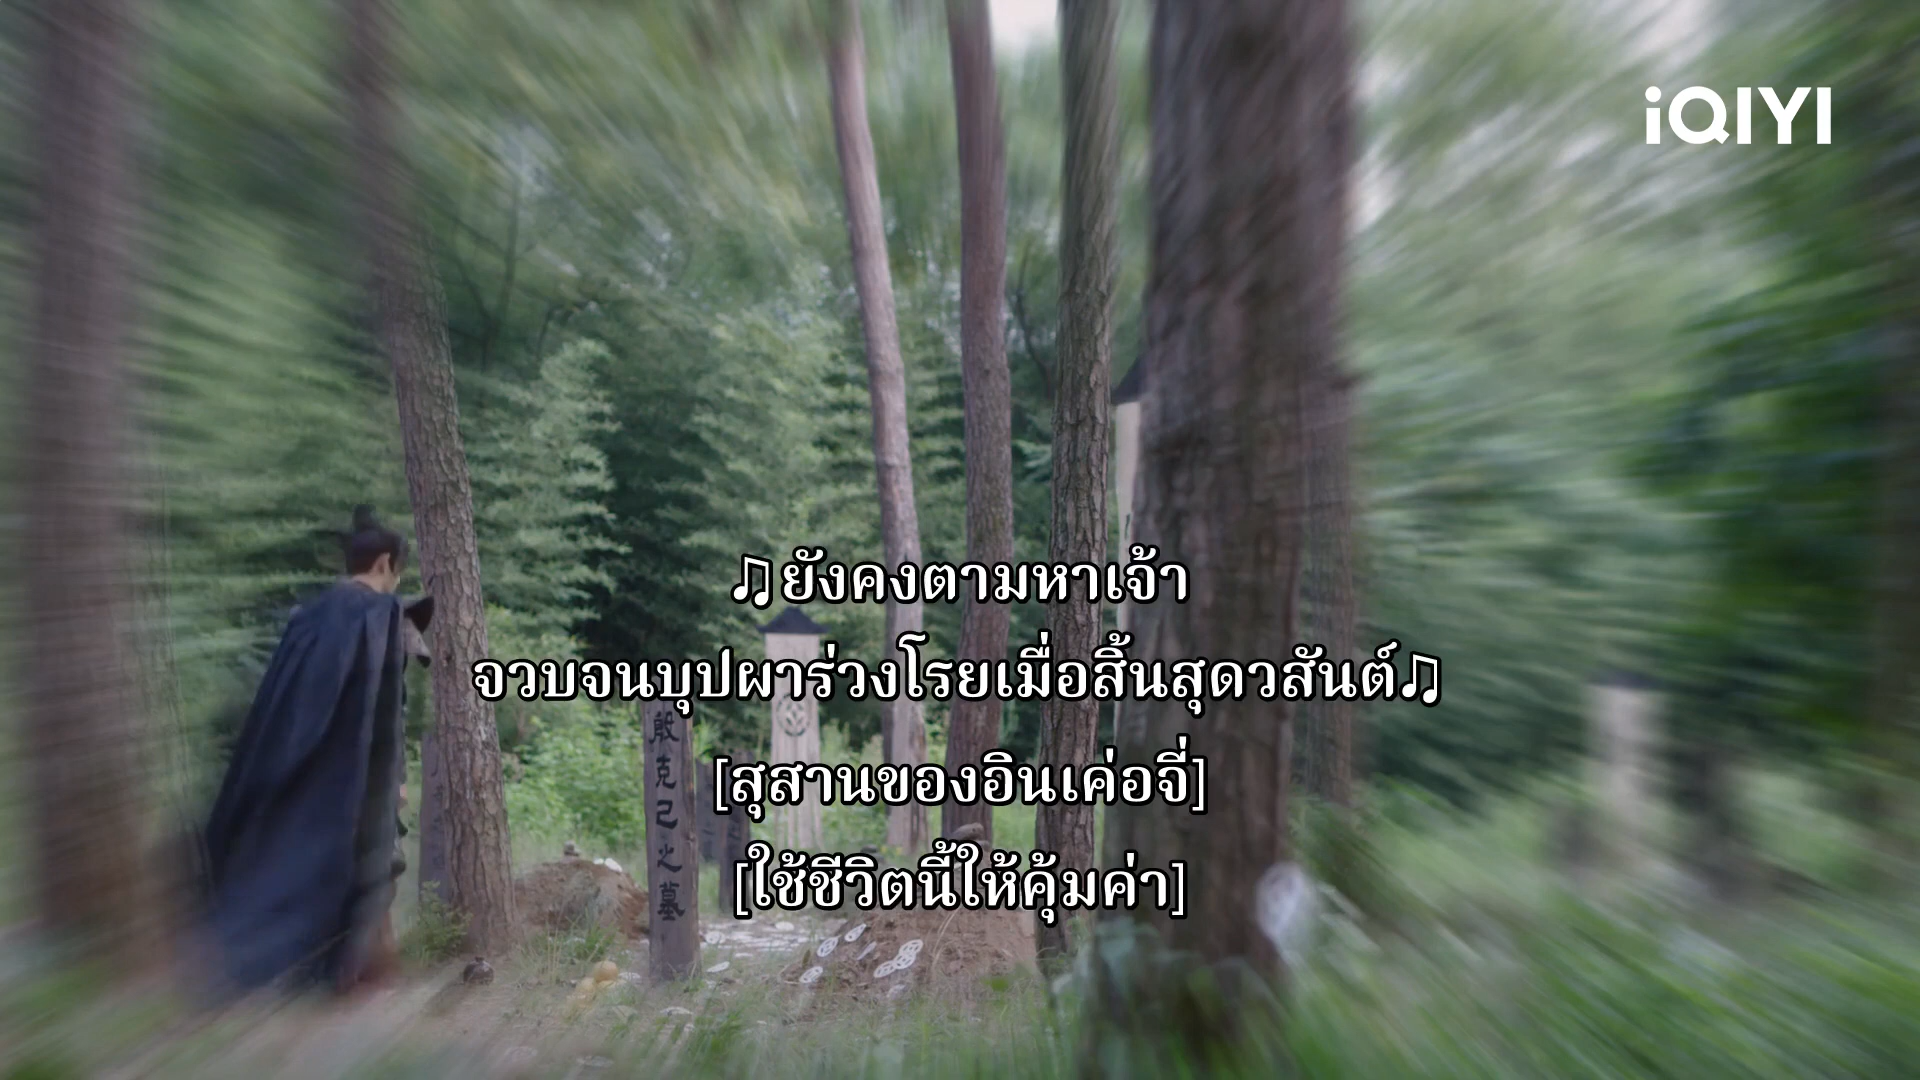 iQIYI
♫ยังคงตามหาเจ้า
จวบจนบุปผาร่วงโรยเมื่อสิ้นสุดวสันต์♫
[สุสานของอินเค่อจี่]
[ใช้ชีวิตนี้ให้คุ้มค่า]
殷克己之墓